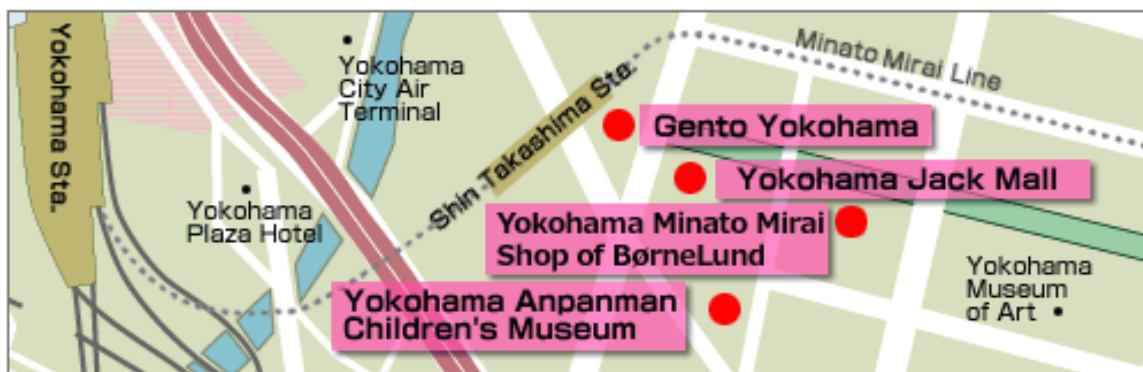 Yokohama Sta.
Yokohama
City Air
Terminal
Yokohama
Plaza Hotel
Shin Takashima Sta.
Minato Mirai Line
Gento Yokohama
Yokohama Jack Mall
Yokohama Minato Mirai
Shop of BørneLund
Yokohama Anpanman
Children's Museum
Yokohama
Museum
of Art